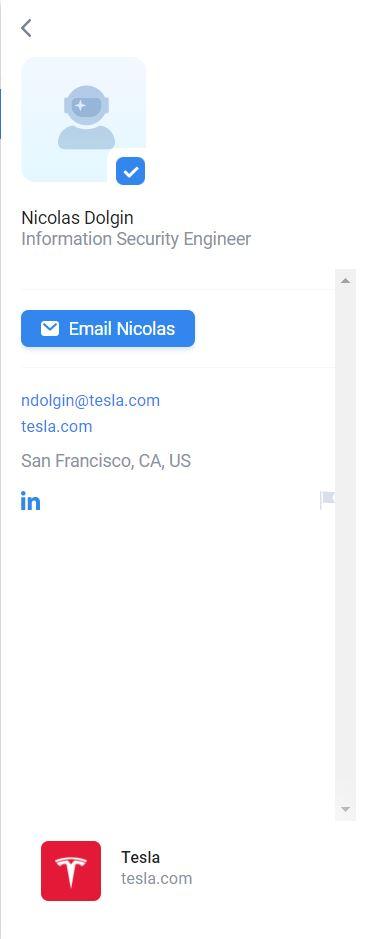 Nicolas Dolgin
Information Security Engineer
Email Nicolas
ndolgin@tesla.com
tesla.com
San Francisco, CA, US
in
Tesla
tesla.com